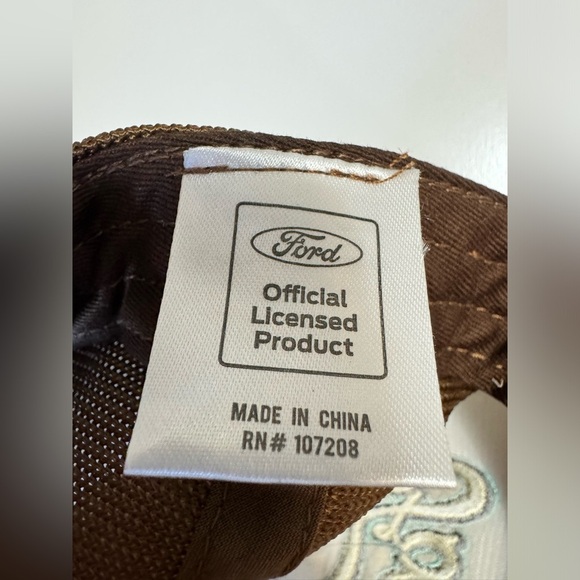 Ford
Official
Licensed
Product
MADE IN CHINA
RN# 107208